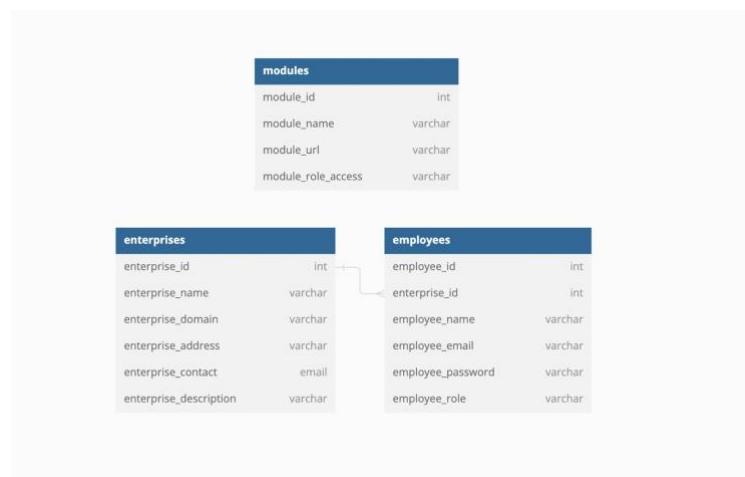 modules
module_id int
module_name varchar
module_url varchar
module_role_access varchar
enterprises
enterprise_id int
enterprise_name varchar
enterprise_domain varchar
enterprise_address varchar
enterprise_contact email
enterprise_description varchar
employees
employee_id int
enterprise_id int
employee_name varchar
employee_email varchar
employee_password varchar
employee_role varchar